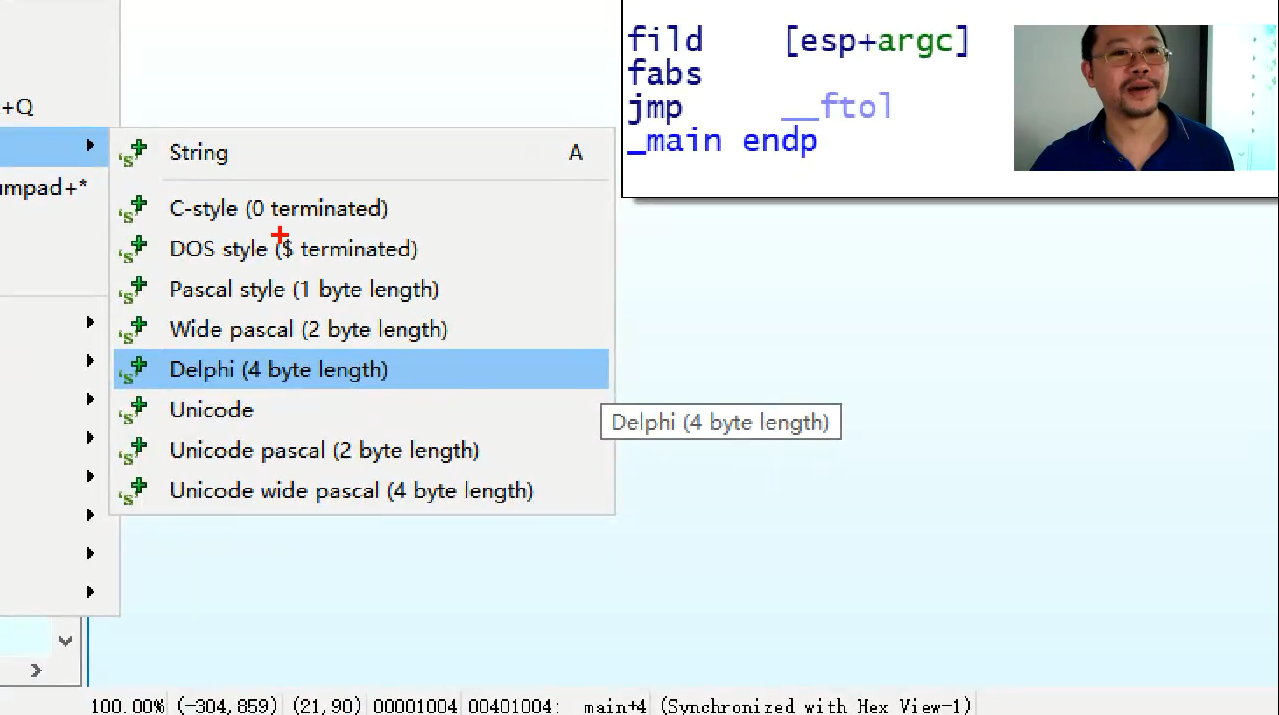 fild [esp+argc]
fabs
jmp __ftol
_main endp
+Q
umpad+*
String A
C-style (0 terminated)
DOS style ($ terminated)
Pascal style (1 byte length)
Wide pascal (2 byte length)
Delphi (4 byte length)
Unicode
Unicode pascal (2 byte length)
Unicode wide pascal (4 byte length)
Delphi (4 byte length)
100.00% (-304,859) (21,90) 00001004 00401004: main+4 (Synchronized with Hex View-1)